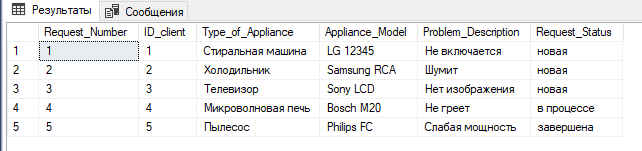 Результаты Сообщения
Request_Number ID_client Type_of_Appliance Appliance_Model Problem_Description Request_Status
1 1 1 Стиральная машина LG 12345 Не включается новая
2 2 2 Холодильник Samsung RCA Шумит новая
3 3 3 Телевизор Sony LCD Нет изображения новая
4 4 4 Микроволновая печь Bosch M20 Не греет в процессе
5 5 5 Пылесос Philips FC Слабая мощность завершена